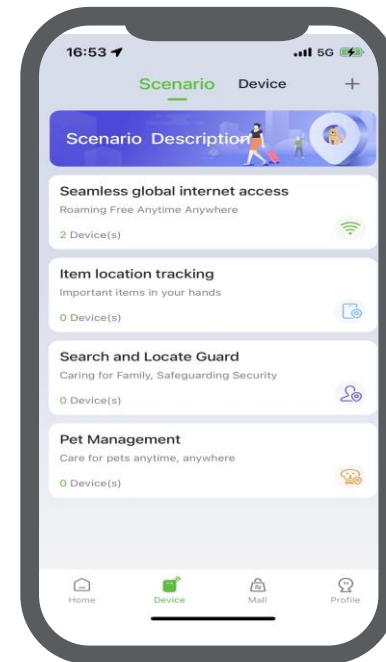 16:53
5G
Scenario Device +
Scenario Description
Seamless global internet access
Roaming Free Anytime Anywhere
2 Device(s)
Item location tracking
Important items in your hands
0 Device(s)
Search and Locate Guard
Caring for Family, Safeguarding Security
0 Device(s)
Pet Management
Care for pets anytime, anywhere
0 Device(s)
Home Device Mall Profile